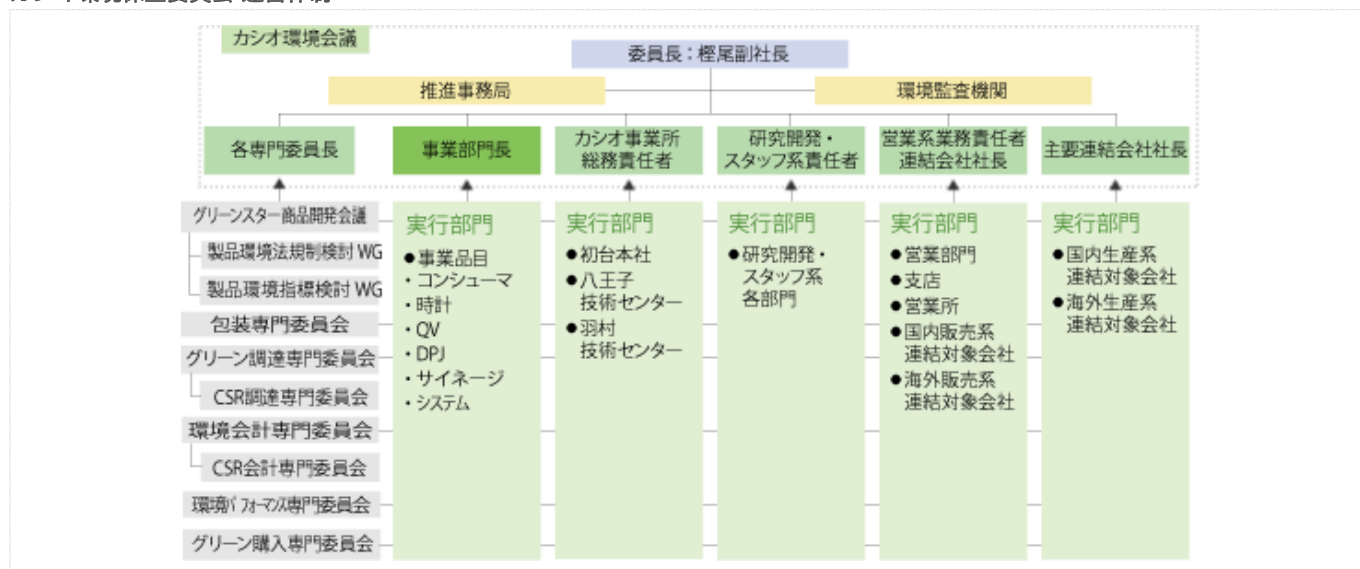 カシオ環境会議
委員長：樫尾副社長
推進事務局
環境監査機関
各専門委員長
事業部門長
カシオ事業所
総務責任者
研究開発・
スタッフ系責任者
営業系業務責任者
連結会社社長
主要連結会社社長
グリーンスター商品開発会議
製品環境法規制検討 WG
製品環境指標検討 WG
包装専門委員会
グリーン調達専門委員会
CSR調達専門委員会
環境会計専門委員会
CSR会計専門委員会
環境パフォーマンス専門委員会
グリーン購入専門委員会
実行部門
●事業品目
・コンシューマ
・時計
・QV
・DPJ
・サイネージ
・システム
実行部門
●初台本社
●八王子
技術センター
●羽村
技術センター
実行部門
●研究開発・
スタッフ系
各部門
実行部門
●営業部門
●支店
●営業所
●国内販売系
連結対象会社
●海外販売系
連結対象会社
実行部門
●国内生産系
連結対象会社
●海外生産系
連結対象会社